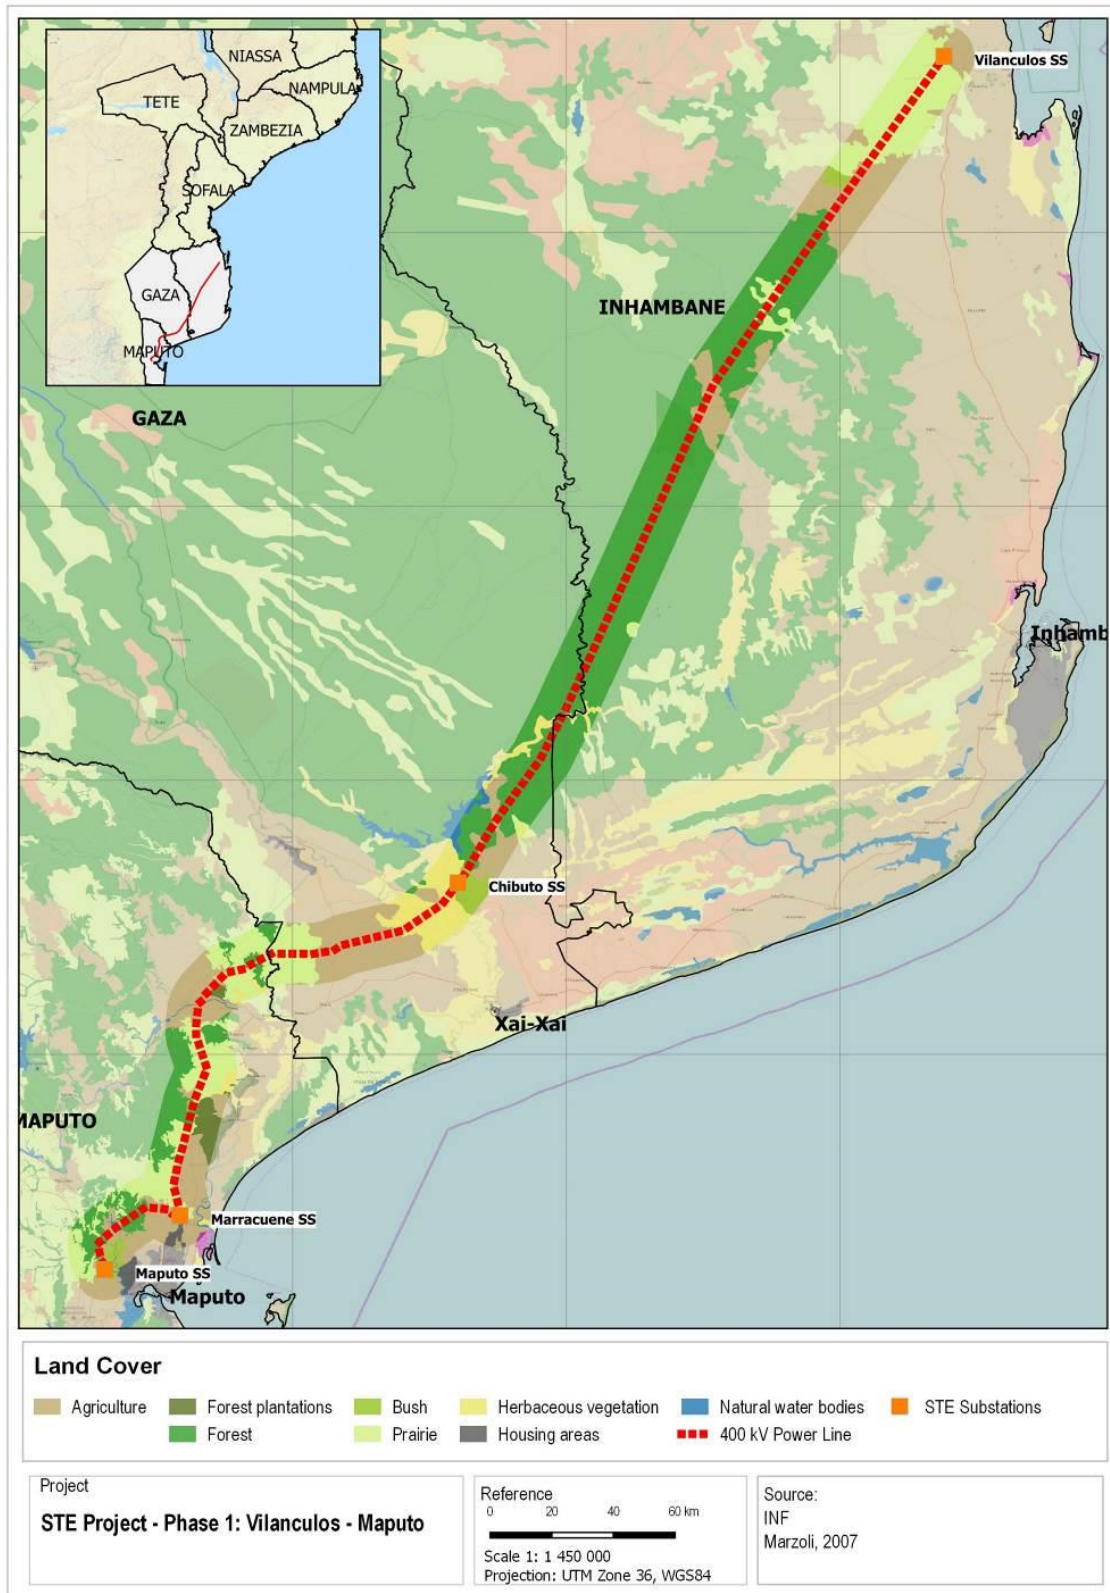 NIASSA
NAMPULA
TETE
ZAMBEZIA
SOFALA
GAZA
MAPUTO
Vilanculos SS
INHAMBANE
GAZA
Inhamb
Chibuto SS
Xai-Xai
MAPUTO
Marracuene SS
Maputo SS
Maputo
Land Cover
Agriculture
Forest plantations
Bush
Herbaceous vegetation
Natural water bodies
STE Substations
Forest
Prairie
Housing areas
400 kV Power Line
Project
STE Project - Phase 1: Vilanculos - Maputo
Reference
0 20 40 60 km
Scale 1: 1 450 000
Projection: UTM Zone 36, WGS84
Source:
INF
Marzoli, 2007